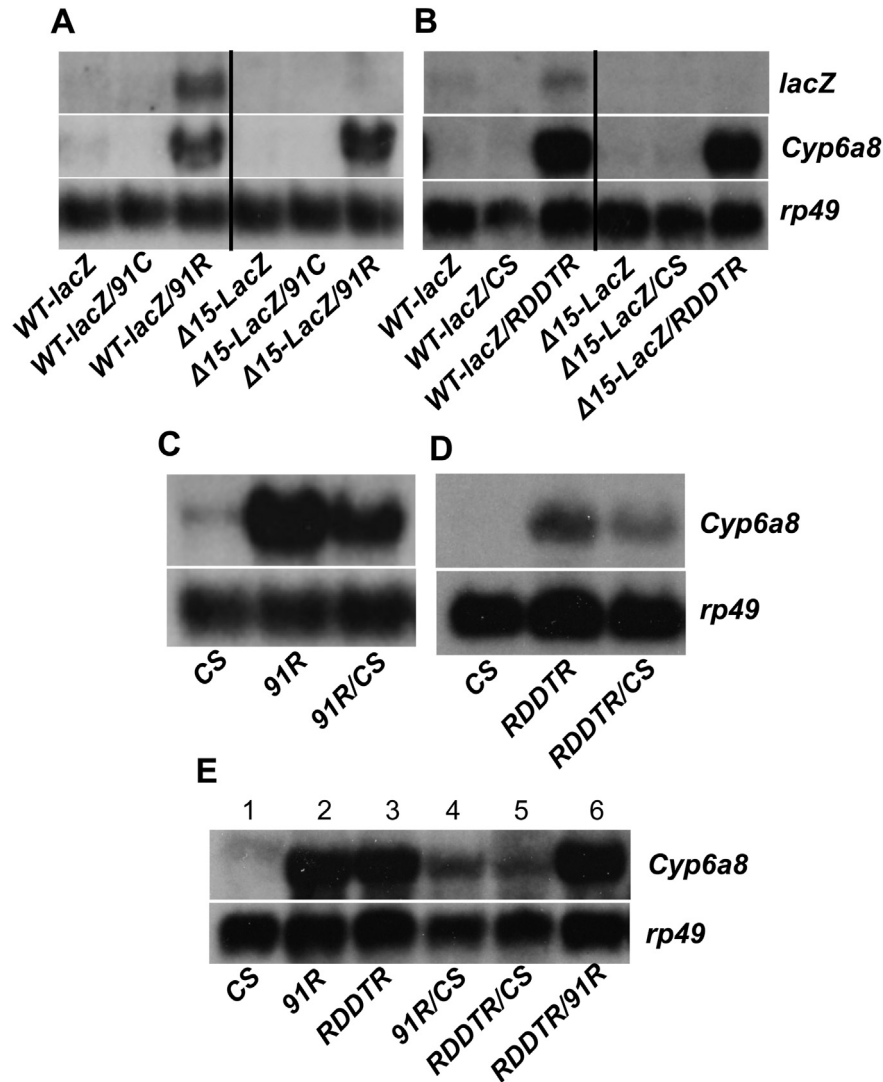 A
B
lacZ
Cyp6a8
rp49
WT-lacZ
WT-lacZ/91C
WT-lacZ/91R
Δ15-LacZ
Δ15-LacZ/91C
Δ15-LacZ/91R
WT-lacZ
WT-lacZ/CS
WT-lacZ/RDDTR
Δ15-LacZ
Δ15-LacZ/CS
Δ15-LacZ/RDDTR
C
D
Cyp6a8
rp49
CS
91R
91R/CS
CS
RDDTR
RDDTR/CS
E
1 2 3 4 5 6
Cyp6a8
rp49
CS
91R
RDDTR
91R/CS
RDDTR/CS
RDDTR/91R